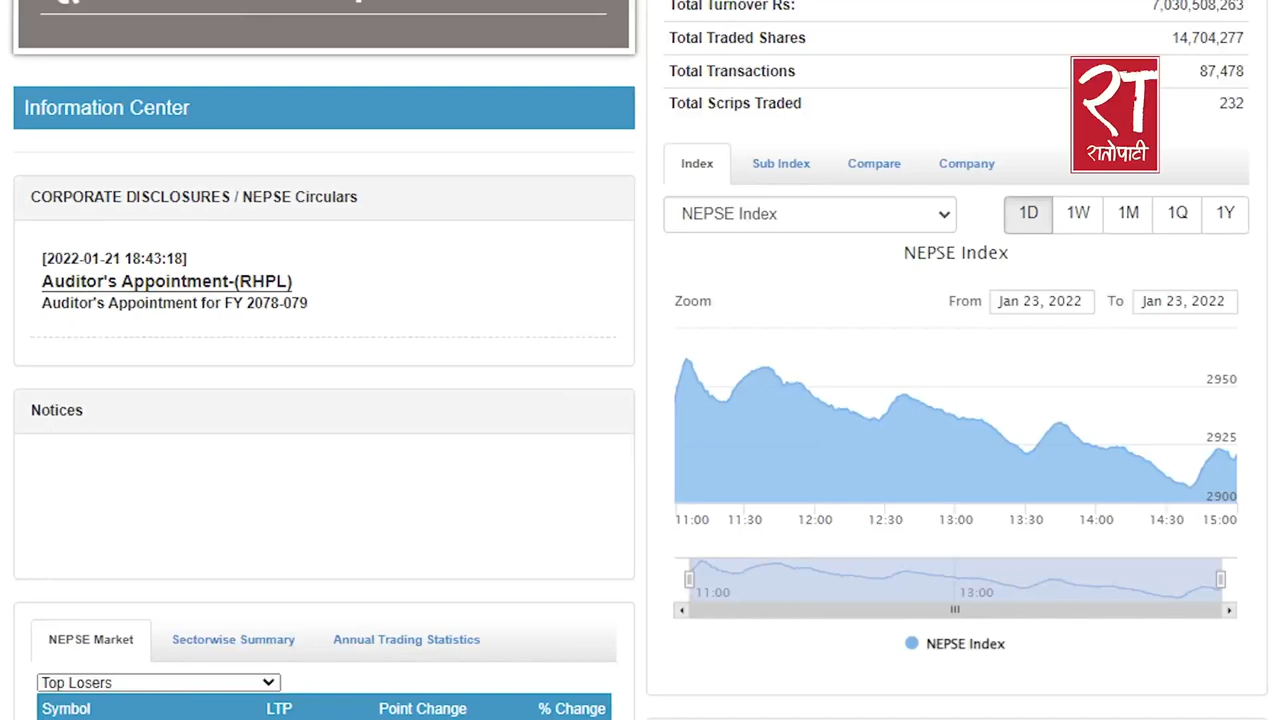 Total Turnover Rs: 7,030,508,263
Total Traded Shares 14,704,277
Total Transactions 87,478
Total Scrips Traded 232
रा
रातोपाटी
Information Center
CORPORATE DISCLOSURES / NEPSE Circulars
[2022-01-21 18:43:18]
Auditor's Appointment-(RHPL)
Auditor's Appointment for FY 2078-079
Notices
NEPSE Market Sectorwise Summary Annual Trading Statistics
Top Losers
Symbol LTP Point Change % Change
Index Sub Index Compare Company
NEPSE Index 1D 1W 1M 1Q 1Y
NEPSE Index
Zoom From Jan 23, 2022 To Jan 23, 2022
2950
2925
2900
11:00 11:30 12:00 12:30 13:00 13:30 14:00 14:30 15:00
11:00 13:00
NEPSE Index